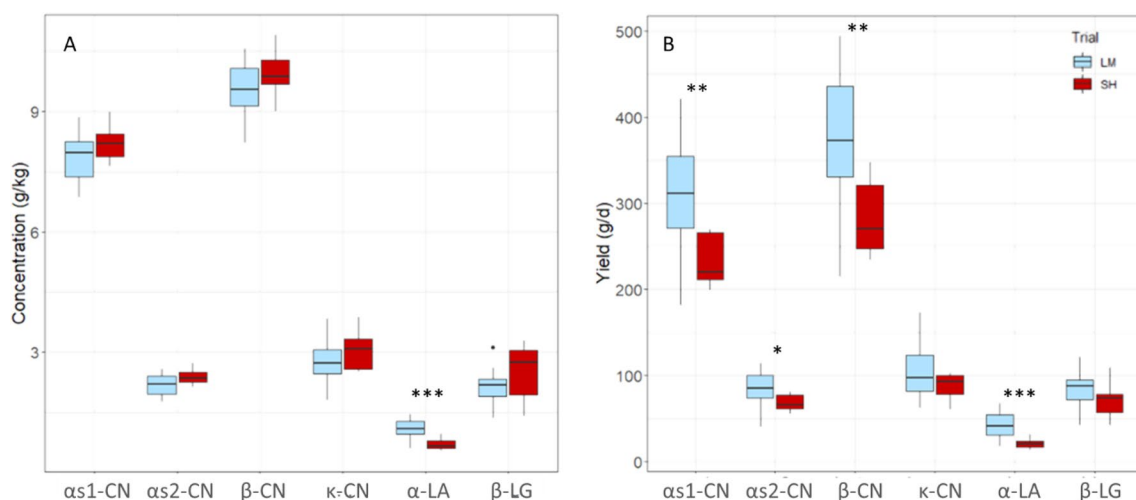 A
Concentration (g/kg)
9
6
3
***
αs1-CN αs2-CN β-CN κ-CN α-LA β-LG
B
Trial
LM
SH
Yield (g/d)
500
400
300
200
100
0
**
*
**
***
αs1-CN αs2-CN β-CN κ-CN α-LA β-LG